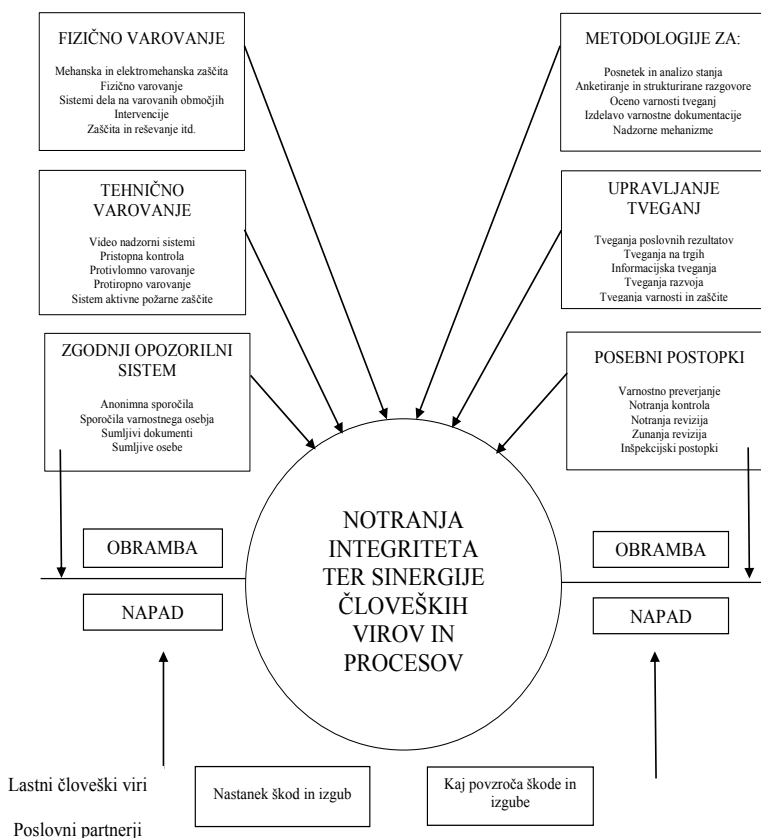 FIZIČNO VAROVANJE
Mehanska in elektromehanska zaščita
Fizično varovanje
Sistemi dela na varovanih območjih
Intervencije
Zaščita in reševanje itd.
METODOLOGIJE ZA:
Posnetek in analizo stanja
Anketiranje in strukturirane razgovore
Oceno varnosti tveganj
Izdelavo varnostne dokumentacije
Nadzorne mehanizme
TEHNIČNO
VAROVANJE
Video nadzorni sistemi
Pristopna kontrola
Protivlomno varovanje
Protiropno varovanje
Sistem aktivne požarne zaščite
UPRAVLJANJE
TVEGANJ
Tveganja poslovnih rezultatov
Tveganja na trgih
Informacijska tveganja
Tveganja razvoja
Tveganja varnosti in zaščite
ZGODNJI OPOZORILNI
SISTEM
Anonimna sporočila
Sporočila varnostnega osebja
Sumljivi dokumenti
Sumljive osebe
POSEBNI POSTOPKI
Varnostno preverjanje
Notranja kontrola
Notranja revizija
Zunanja revizija
Inšpekcijski postopki
NOTRANJA
INTEGRITETA
TER SINERGIJE
ČLOVEŠKIH
VIROV IN
PROCESOV
OBRAMBA
NAPAD
OBRAMBA
NAPAD
Lastni človeški viri
Poslovni partnerji
Nastanek škod in izgub
Kaj povzroča škode in
izgube